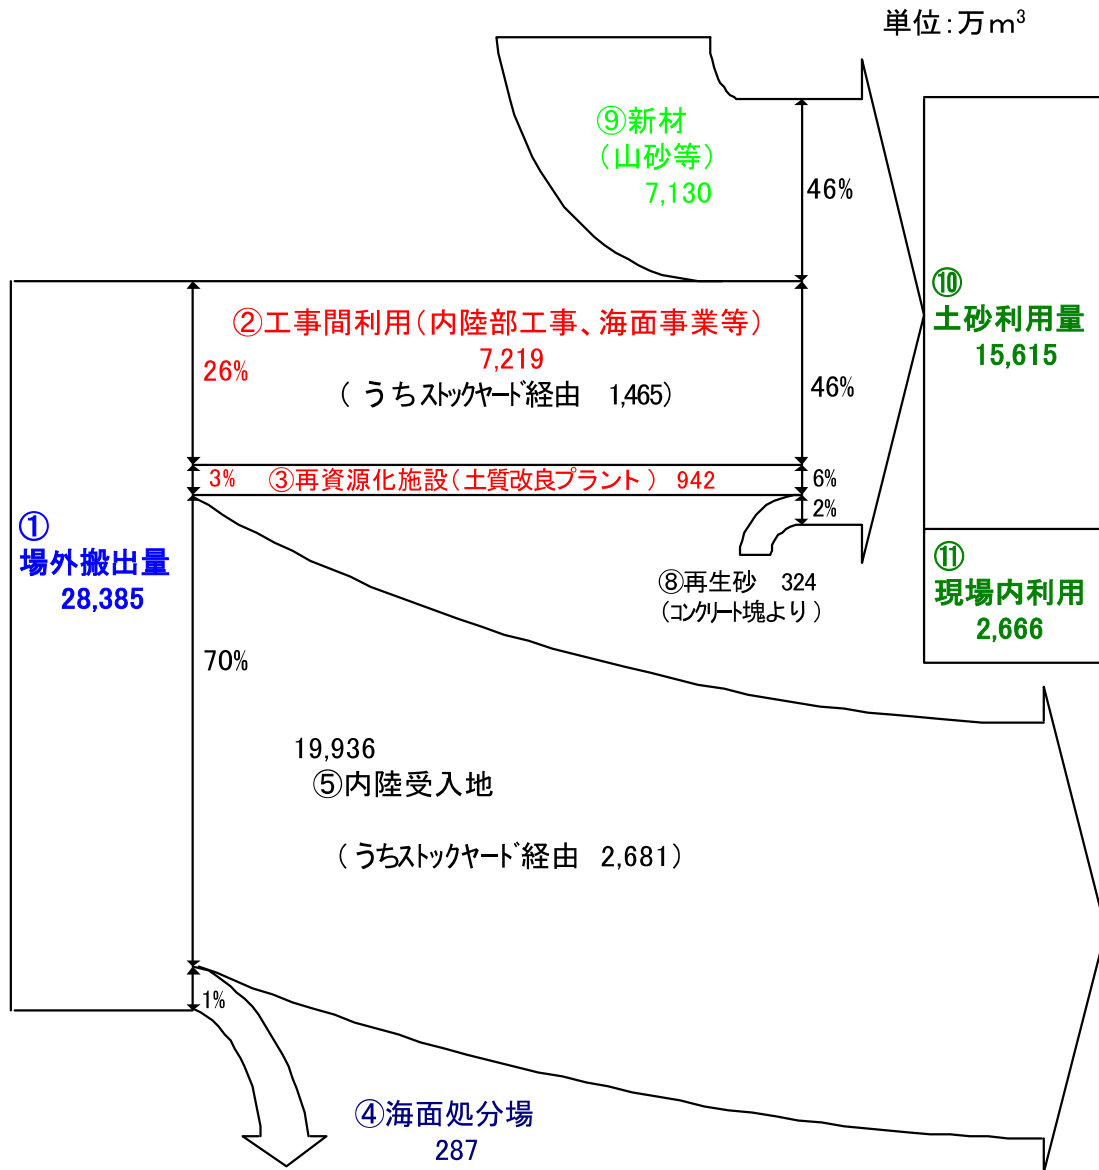 単位：万ｍ³
⑨新材
（山砂等）
7,130
46%
②工事間利用（内陸部工事、海面事業等）
7,219
（うちストックヤード経由　1,465）
26%
46%
⑩
土砂利用量
15,615
3%
③再資源化施設（土質改良プラント）　942
6%
2%
①
場外搬出量
28,385
⑧再生砂　324
（コンクリート塊より）
⑪
現場内利用
2,666
70%
19,936
⑤内陸受入地
（うちストックヤード経由　2,681）
1%
④海面処分場
287